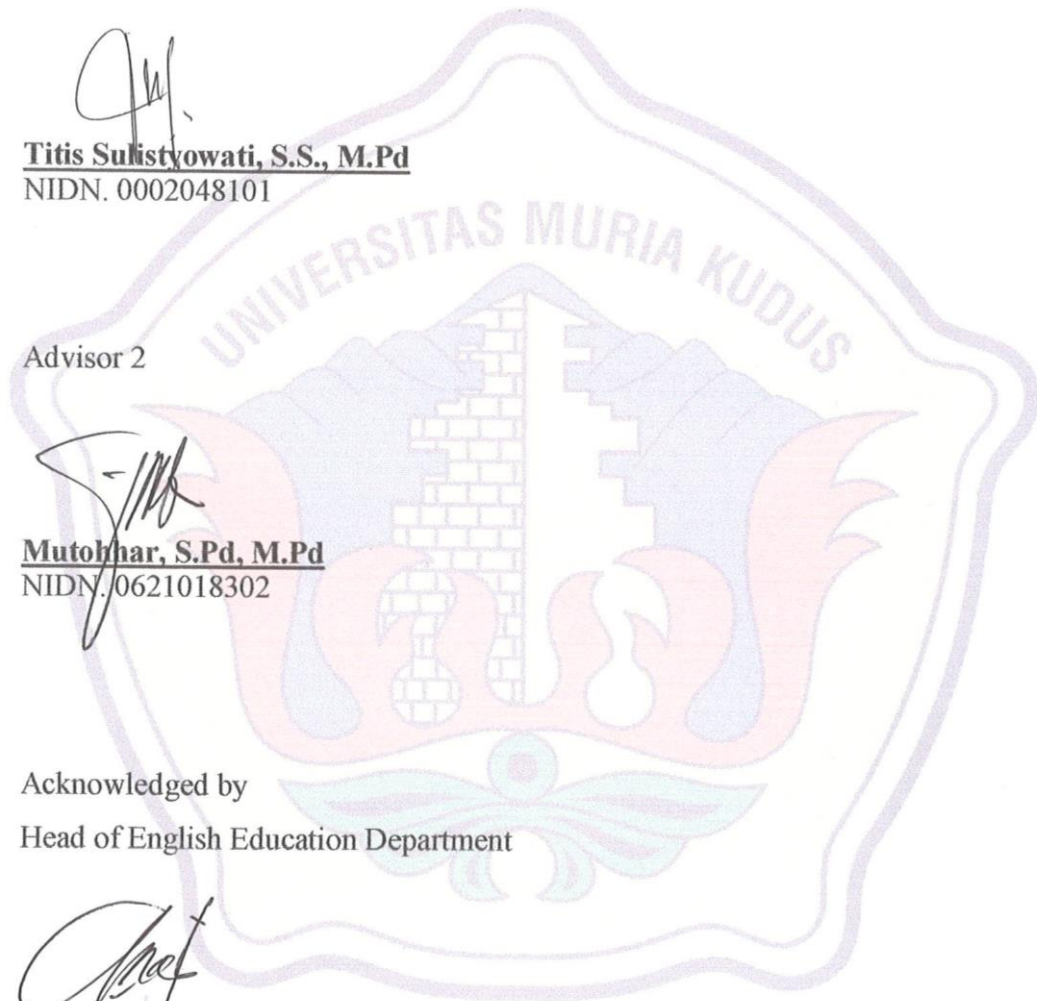 Titis Sulistyowati, S.S., M.Pd
NIDN. 0002048101
UNIVERSITAS MURIA KUDUS
Advisor 2
Mutohhar, S.Pd, M.Pd
NIDN. 0621018302
Acknowledged by
Head of English Education Department